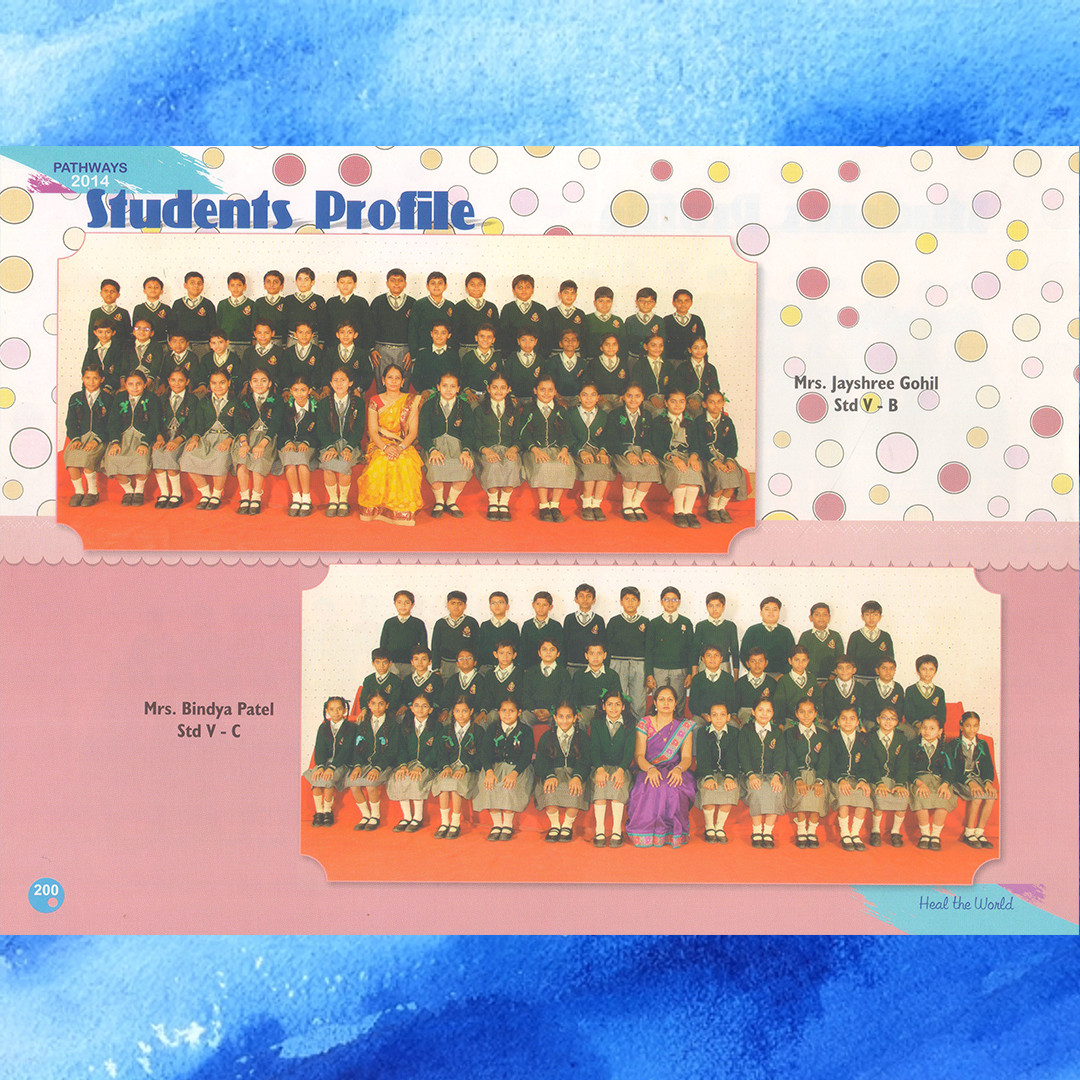 PATHWAYS
2014
Students Profile
Mrs. Jayshree Gohil
Std V - B
Mrs. Bindya Patel
Std V - C
200
Heal the World